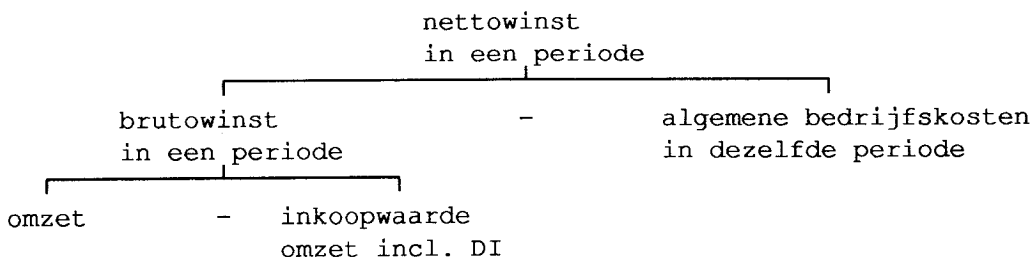 nettowinst
in een periode
brutowinst - algemene bedrijfskosten
in een periode in dezelfde periode
omzet - inkoopwaarde
omzet incl. DI